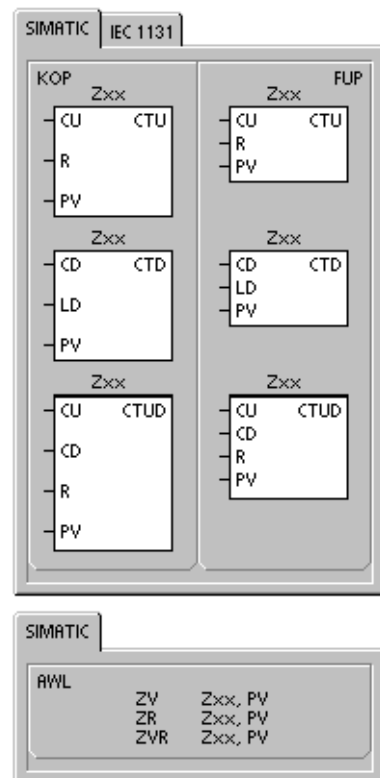 SIMATIC IEC 1131
KOP
Zxx
CU CTU
R
PV
Zxx
CD CTD
LD
PV
Zxx
CU CTUD
CD
R
PV
FUP
Zxx
CU CTU
R
PV
Zxx
CD CTD
LD
PV
Zxx
CU CTUD
CD
R
PV
SIMATIC
AWL
ZV Zxx, PV
ZR Zxx, PV
ZVR Zxx, PV